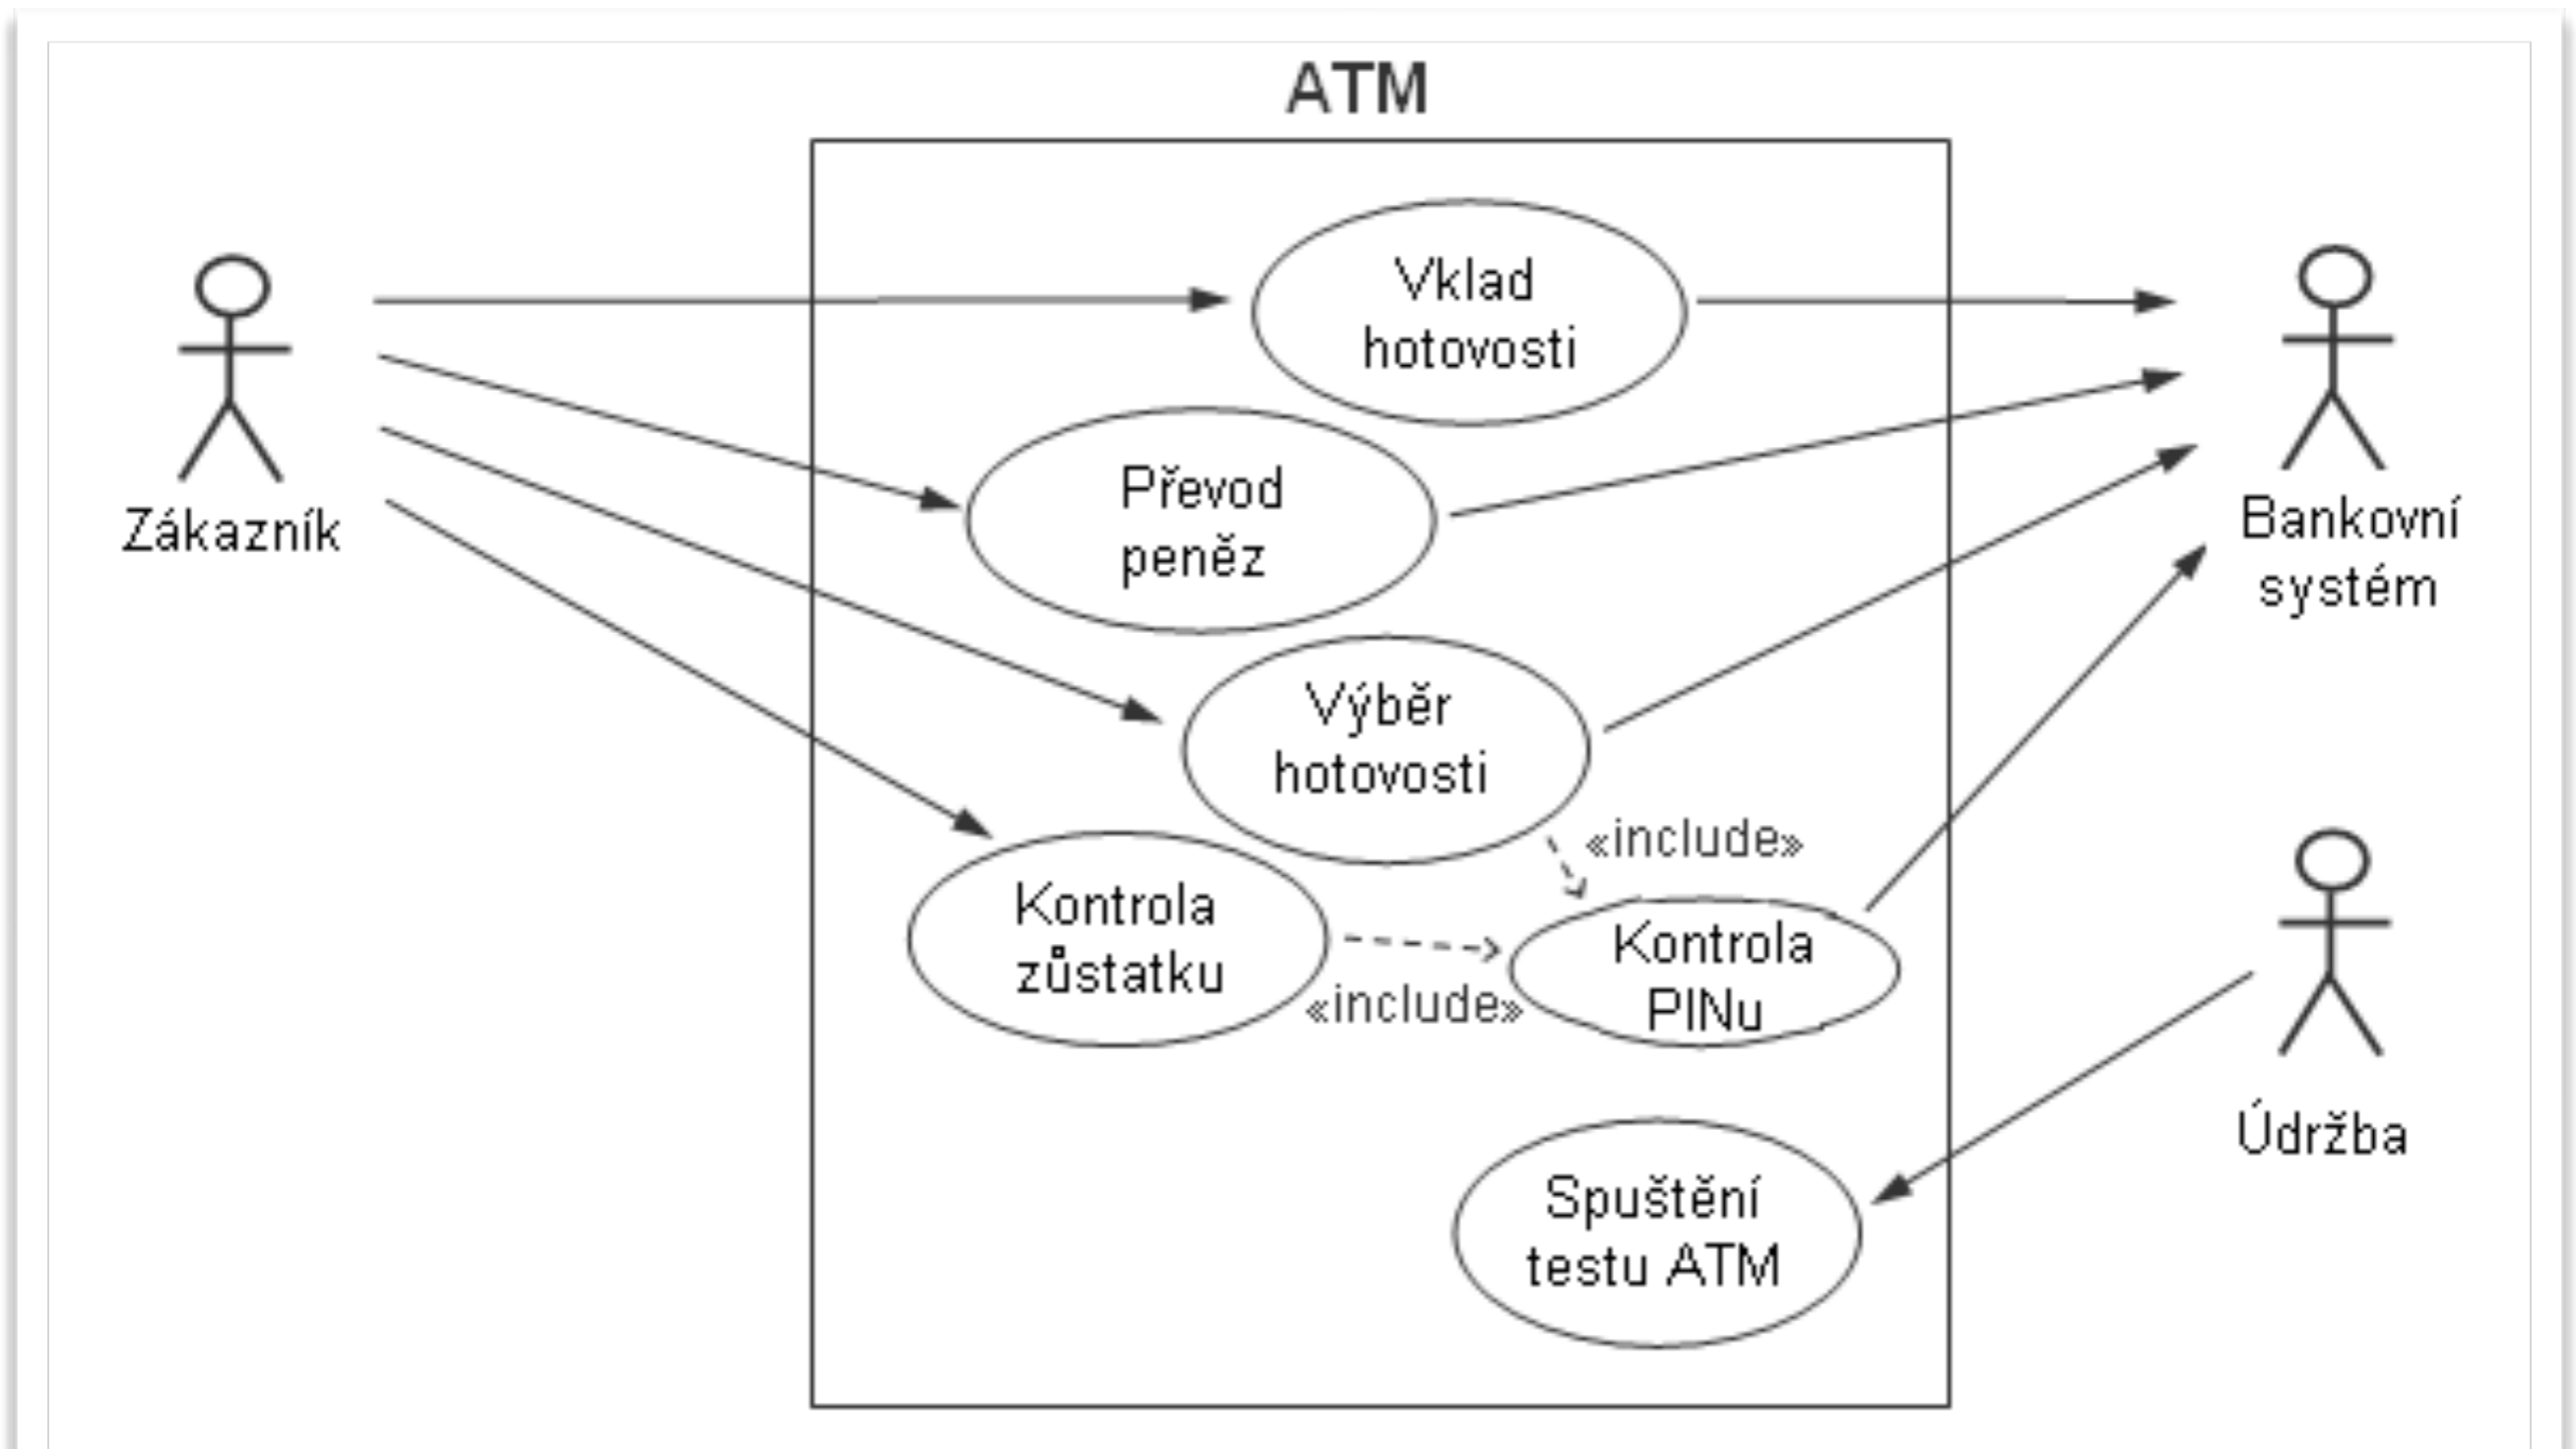 ATM
Vklad
hotovosti
Převod
peněz
Zákazník
Bankovní
systém
Výběr
hotovosti
«include»
Kontrola
zůstatku
Kontrola
PINu
«include»
Údržba
Spuštění
testu ATM